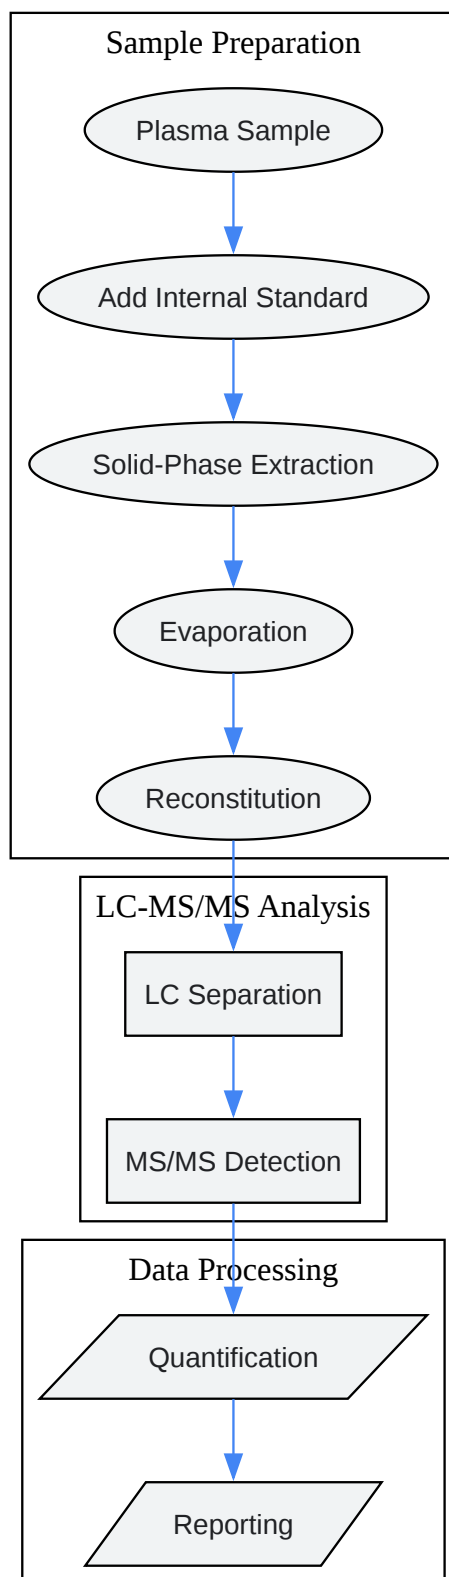 Sample Preparation
Plasma Sample
Add Internal Standard
Solid-Phase Extraction
Evaporation
Reconstitution
LC-MS/MS Analysis
LC Separation
MS/MS Detection
Data Processing
Quantification
Reporting